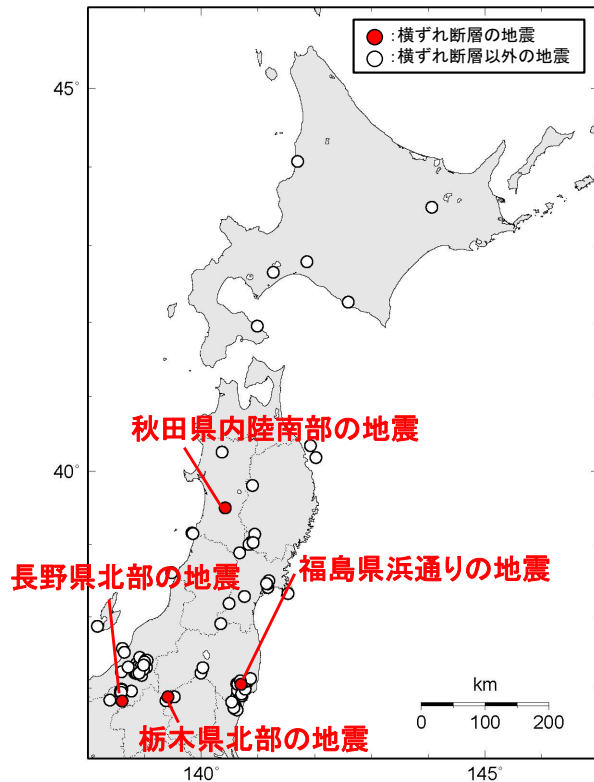 :横ずれ断層の地震
:横ずれ断層以外の地震
45°
秋田県内陸南部の地震
40°
長野県北部の地震
福島県浜通りの地震
栃木県北部の地震
km
0 100 200
140°
145°